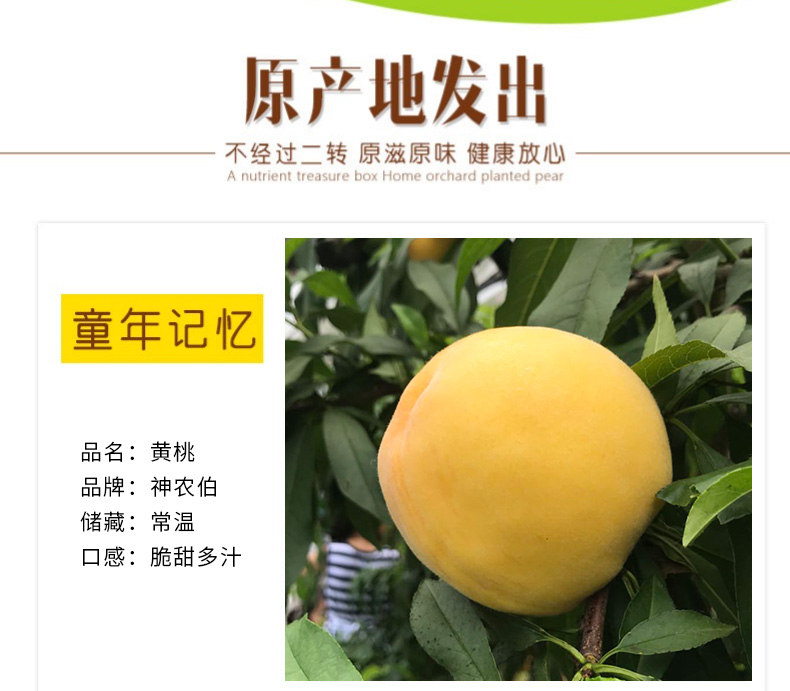 原产地发出
不经过二转 原滋原味 健康放心
A nutrient treasure box Home orchard planted pear
童年记忆
品名：黄桃
品牌：神农伯
储藏：常温
口感：脆甜多汁